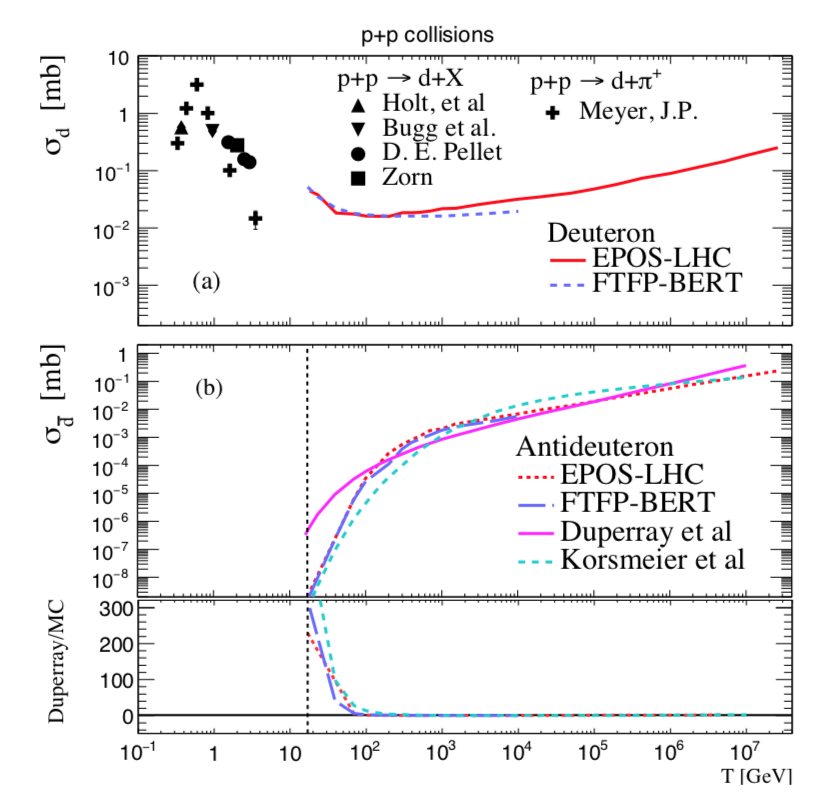 p+p collisions
σd [mb]
10
1
10⁻¹
10⁻²
10⁻³
p+p → d+X
Holt, et al
Bugg et al.
D. E. Pellet
Zorn
p+p → d+π⁺
Meyer, J.P.
Deuteron
EPOS-LHC
FTFP-BERT
(a)
σd̅ [mb]
1
10⁻¹
10⁻²
10⁻³
10⁻⁴
10⁻⁵
10⁻⁶
10⁻⁷
10⁻⁸
(b)
Antideuteron
EPOS-LHC
FTFP-BERT
Duperray et al
Korsmeier et al
Duperray/MC
300
200
100
0
10⁻¹ 1 10 10² 10³ 10⁴ 10⁵ 10⁶ 10⁷
T [GeV]